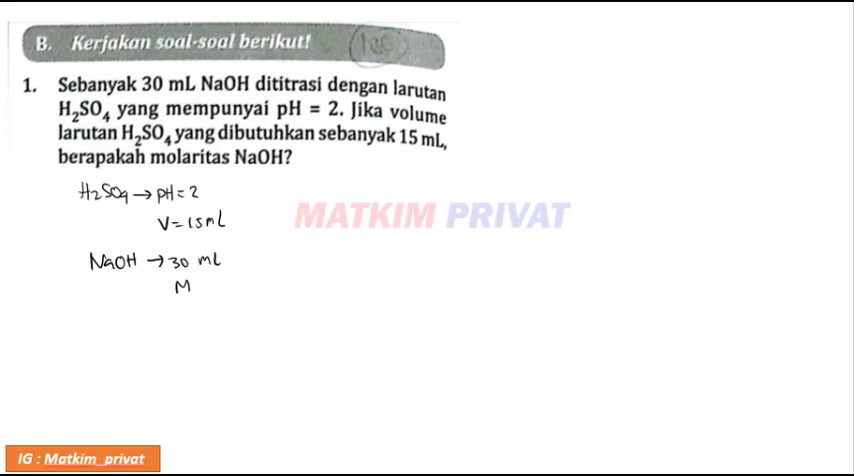 B. Kerjakan soal-soal berikut!
1. Sebanyak 30 mL NaOH dititrasi dengan larutan
H₂SO₄ yang mempunyai pH = 2. Jika volume
larutan H₂SO₄ yang dibutuhkan sebanyak 15 mL,
berapakah molaritas NaOH?
H₂SO₄ → pH = 2
V = 15 mL
MATKIM PRIVAT
NaOH → 30 mL
M
IG : Matkim_privat